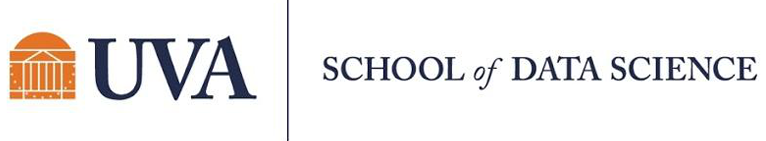 UVA
SCHOOL of DATA SCIENCE